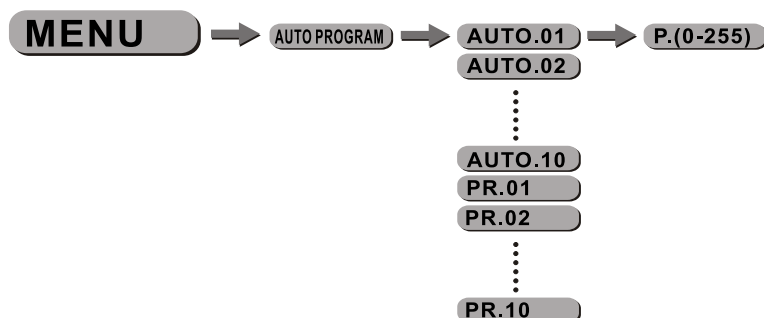 MENU
AUTO PROGRAM
AUTO.01
P.(0-255)
AUTO.02
AUTO.10
PR.01
PR.02
PR.10